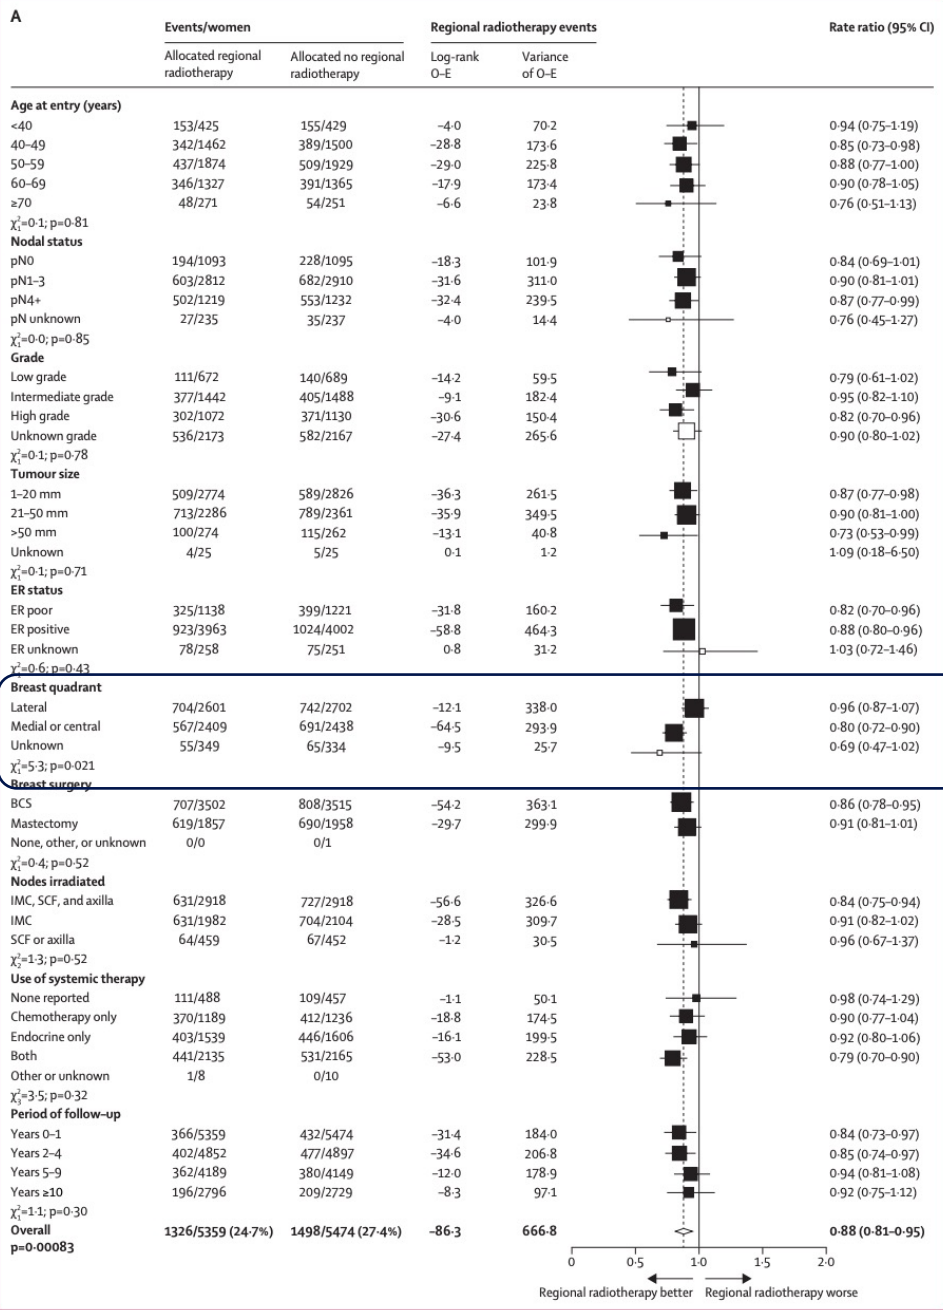 A
Events/women Regional radiotherapy events Rate ratio (95% CI)
Allocated regional radiotherapy Allocated no regional radiotherapy Log-rank O–E Variance of O–E
Age at entry (years)
<40 153/425 155/429 –4·0 70·2 0·94 (0·75–1·19)
40–49 342/1462 389/1500 –28·8 173·6 0·85 (0·73–0·98)
50–59 437/1874 509/1929 –29·0 225·8 0·88 (0·77–1·00)
60–69 346/1327 391/1365 –17·9 173·4 0·90 (0·78–1·05)
≥70 48/271 54/251 –6·6 23·8 0·76 (0·51–1·13)
χ²₁=0·1; p=0·81
Nodal status
pN0 194/1093 228/1095 –18·3 101·9 0·84 (0·69–1·01)
pN1–3 603/2812 682/2910 –31·6 311·0 0·90 (0·81–1·01)
pN4+ 502/1219 553/1232 –32·4 239·5 0·87 (0·77–0·99)
pN unknown 27/235 35/237 –4·0 14·4 0·76 (0·45–1·27)
χ²₁=0·0; p=0·85
Grade
Low grade 111/672 140/689 –14·2 59·5 0·79 (0·61–1·02)
Intermediate grade 377/1442 405/1488 –9·1 182·4 0·95 (0·82–1·10)
High grade 302/1072 371/1130 –30·6 150·4 0·82 (0·70–0·96)
Unknown grade 536/2173 582/2167 –27·4 265·6 0·90 (0·80–1·02)
χ²₁=0·1; p=0·78
Tumour size
1–20 mm 509/2774 589/2826 –36·3 261·5 0·87 (0·77–0·98)
21–50 mm 713/2286 789/2361 –35·9 349·5 0·90 (0·81–1·00)
>50 mm 100/274 115/262 –13·1 40·8 0·73 (0·53–0·99)
Unknown 4/25 5/25 0·1 1·2 1·09 (0·18–6·50)
χ²₁=0·1; p=0·71
ER status
ER poor 325/1138 399/1221 –31·8 160·2 0·82 (0·70–0·96)
ER positive 923/3963 1024/4002 –58·8 464·3 0·88 (0·80–0·96)
ER unknown 78/258 75/251 0·8 31·2 1·03 (0·72–1·46)
χ²₁=0·6; p=0·43
Breast quadrant
Lateral 704/2601 742/2702 –12·1 338·0 0·96 (0·87–1·07)
Medial or central 567/2409 691/2438 –64·5 293·9 0·80 (0·72–0·90)
Unknown 55/349 65/334 –9·5 25·7 0·69 (0·47–1·02)
χ²₁=5·3; p=0·021
Breast surgery
BCS 707/3502 808/3515 –54·2 363·1 0·86 (0·78–0·95)
Mastectomy 619/1857 690/1958 –29·7 299·9 0·91 (0·81–1·01)
None, other, or unknown 0/0 0/1
χ²₁=0·4; p=0·52
Nodes irradiated
IMC, SCF, and axilla 631/2918 727/2918 –56·6 326·6 0·84 (0·75–0·94)
IMC 631/1982 704/2104 –28·5 309·7 0·91 (0·82–1·02)
SCF or axilla 64/459 67/452 –1·2 30·5 0·96 (0·67–1·37)
χ²₂=1·3; p=0·52
Use of systemic therapy
None reported 111/488 109/457 –1·1 50·1 0·98 (0·74–1·29)
Chemotherapy only 370/1189 412/1236 –18·8 174·5 0·90 (0·77–1·04)
Endocrine only 403/1539 446/1606 –16·1 199·5 0·92 (0·80–1·06)
Both 441/2135 531/2165 –53·0 228·5 0·79 (0·70–0·90)
Other or unknown 1/8 0/10
χ²₃=3·5; p=0·32
Period of follow–up
Years 0–1 366/5359 432/5474 –31·4 184·0 0·84 (0·73–0·97)
Years 2–4 402/4852 477/4897 –34·6 206·8 0·85 (0·74–0·97)
Years 5–9 362/4189 380/4149 –12·0 178·9 0·94 (0·81–1·08)
Years ≥10 196/2796 209/2729 –8·3 97·1 0·92 (0·75–1·12)
χ²₁=1·1; p=0·30
Overall 1326/5359 (24·7%) 1498/5474 (27·4%) –86·3 666·8 0·88 (0·81–0·95)
p=0·00083
0 0·5 1·0 1·5 2·0
Regional radiotherapy better Regional radiotherapy worse